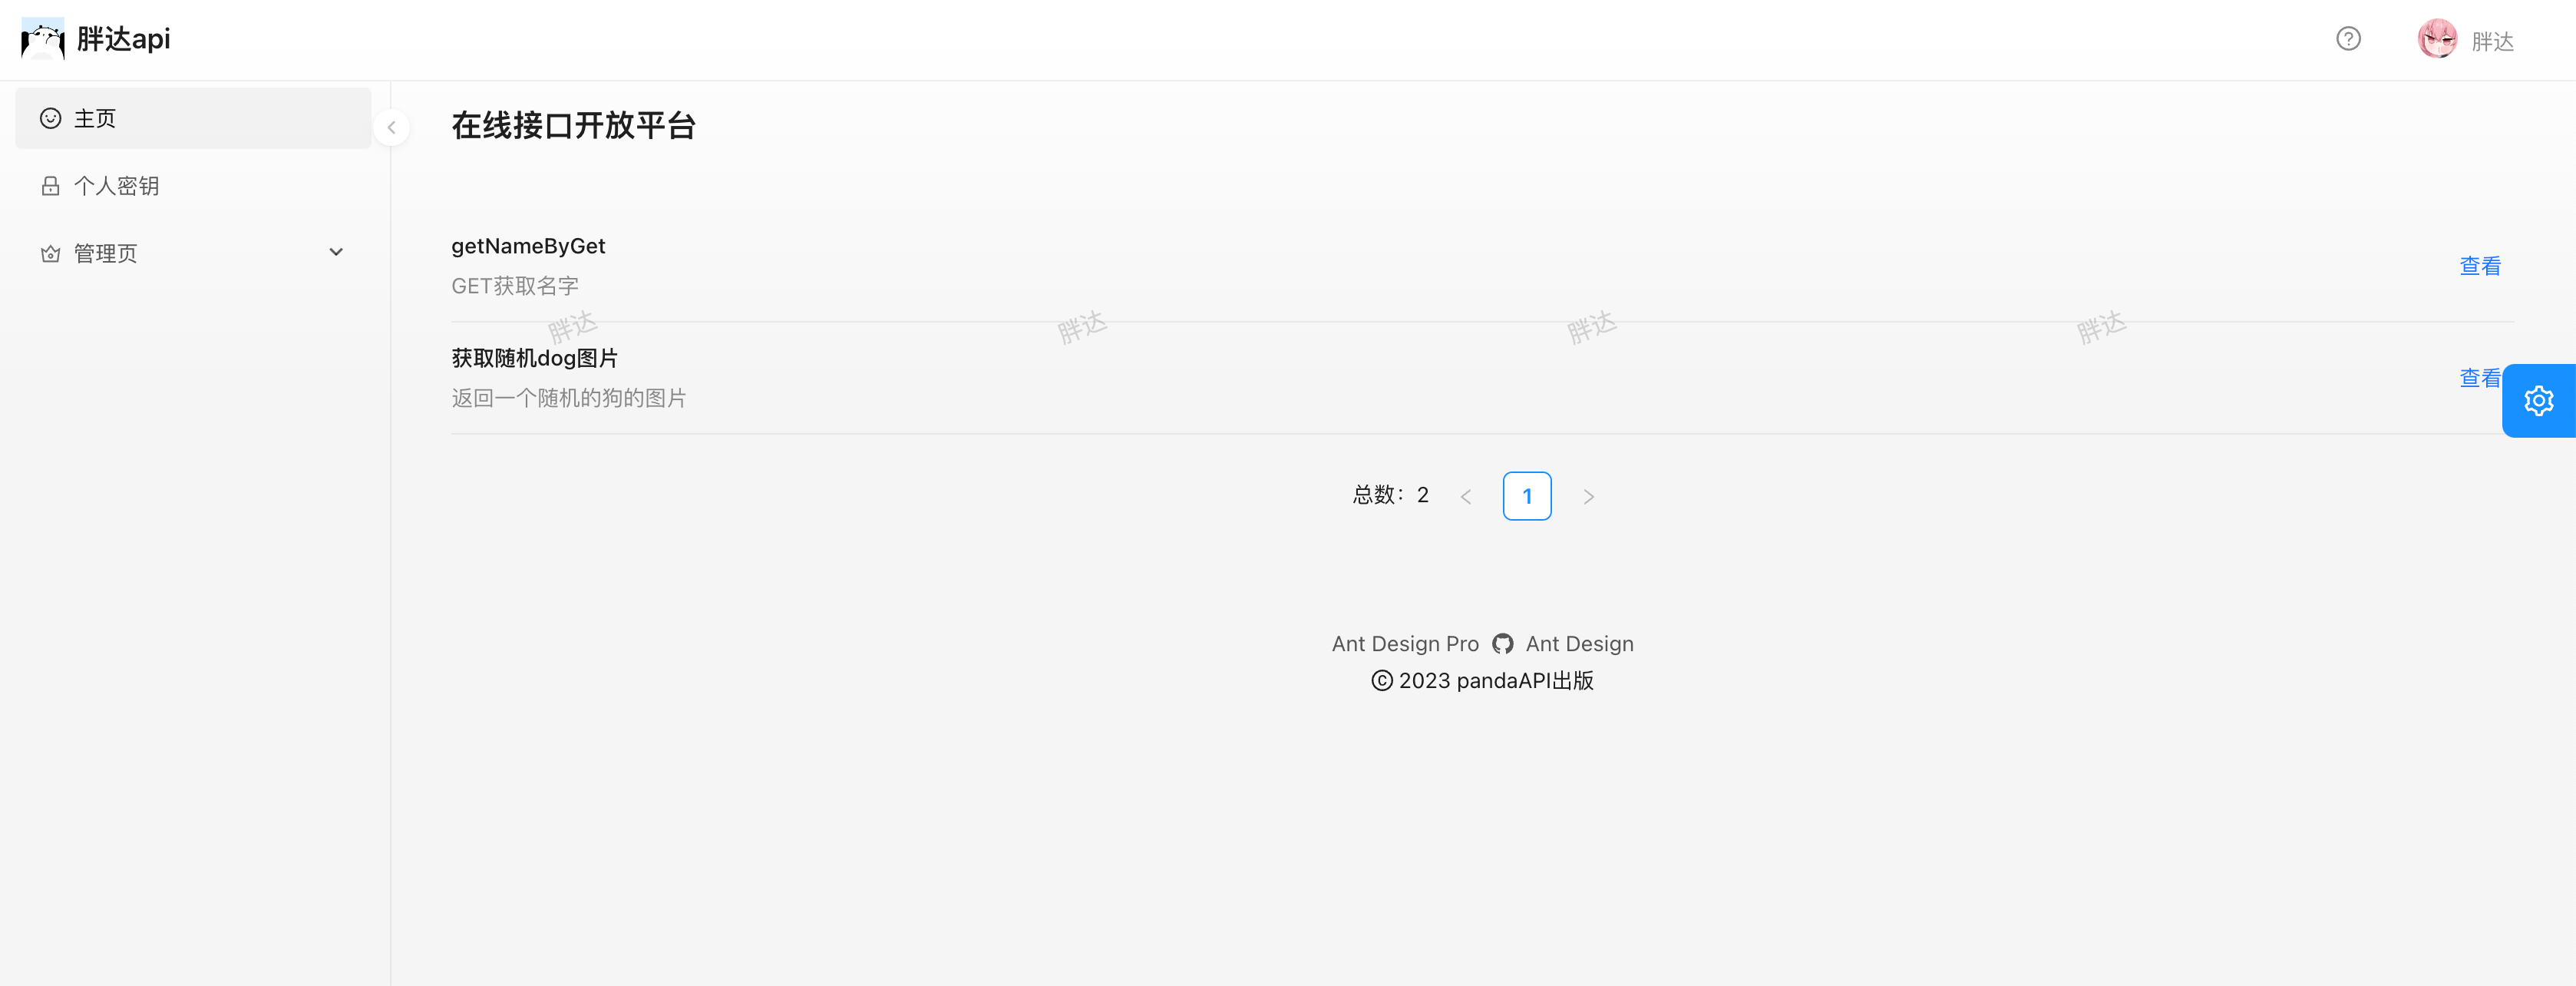 胖达api
胖达
主页
个人密钥
管理页
在线接口开放平台
getNameByGet
GET获取名字
查看
胖达 胖达 胖达 胖达
获取随机dog图片
返回一个随机的狗的图片
查看
总数：2 < 1 >
Ant Design Pro Ant Design
© 2023 pandaAPI出版